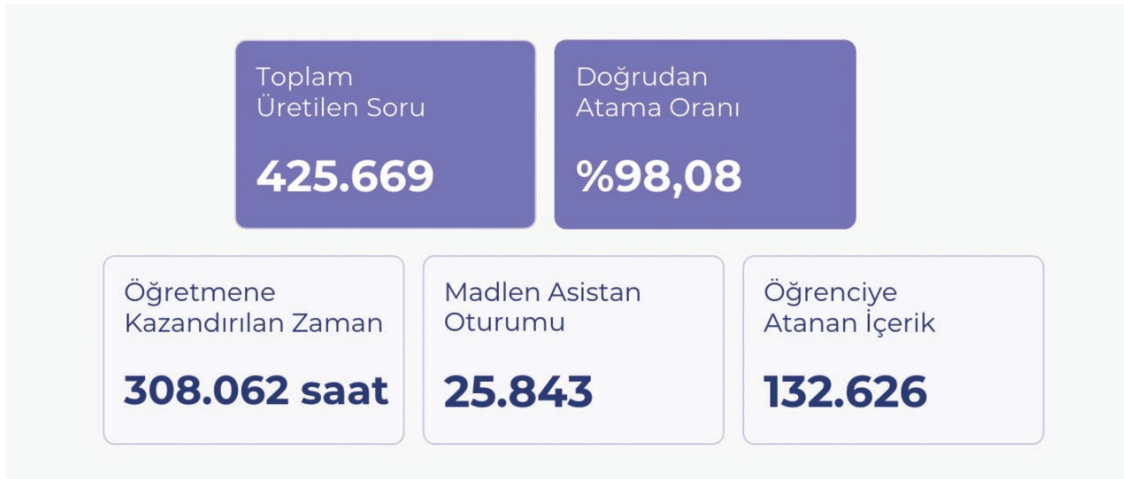 Toplam
Üretilen Soru
425.669
Doğrudan
Atama Oranı
%98,08
Öğretmene
Kazandırılan Zaman
308.062 saat
Madlen Asistan
Oturumu
25.843
Öğrenciye
Atanan İçerik
132.626